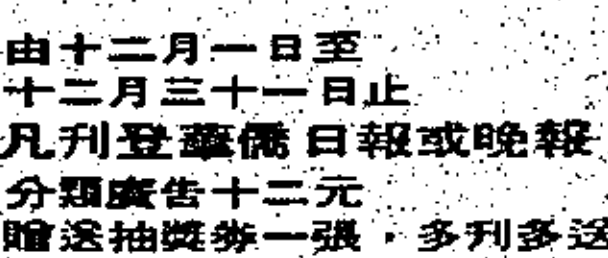 由十二月一日至
十二月三十一日止
凡刊登華僑日報或晚報
分類廣告十二元
贈送抽獎券一張，多刊多送